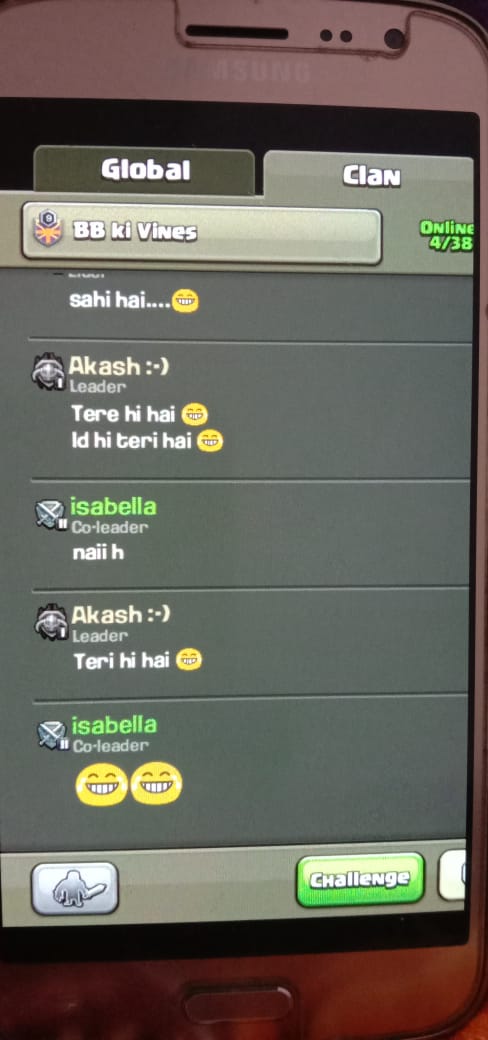 SAMSUNG
Global
Clan
9
BB ki Vines
Online
4/38
sahi hai....😁
Akash :-)
Leader
Tere hi hai 😁
Id hi teri hai 😁
isabella
Co-leader
naii h
Akash :-)
Leader
Teri hi hai 😁
isabella
Co-leader
😂😂
Challenge